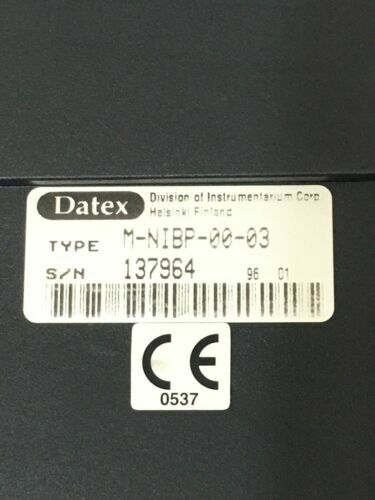 Datex Division of Instrumentarium Corp
Helsinki Finland
TYPE M-NIBP-00-03
S/N 137964 96 01
CE
0537